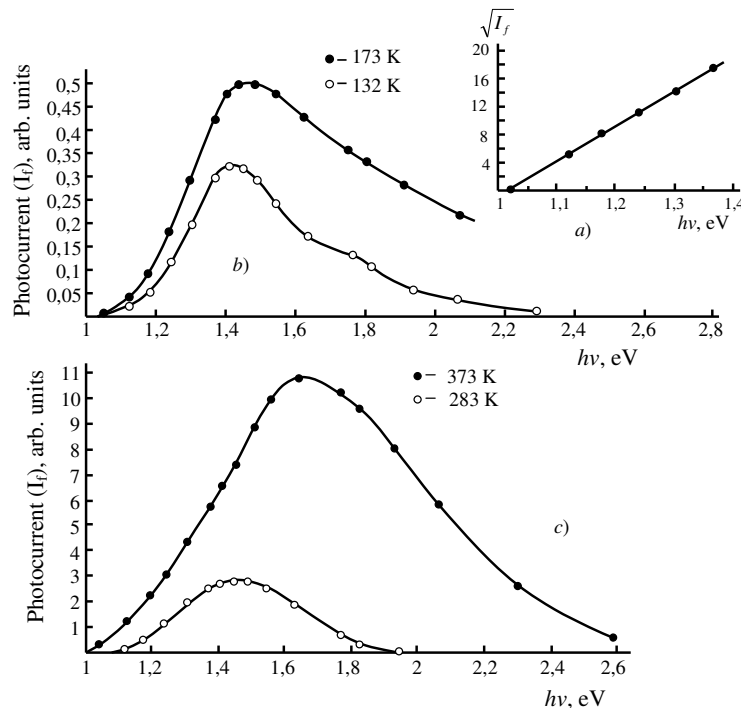 √I_f
20
16
12
8
4
1 1,1 1,2 1,3 1,4
a) hν, eV
– 173 K
– 132 K
Photocurrent (I_f), arb. units
0,5
0,45
0,4
0,35
0,3
0,25
0,2
0,15
0,1
0,05
b)
1 1,2 1,4 1,6 1,8 2 2,2 2,4 2,6 2,8
hν, eV
– 373 K
– 283 K
Photocurrent (I_f), arb. units
11
10
9
8
7
6
5
4
3
2
1
c)
1 1,2 1,4 1,6 1,8 2 2,2 2,4 2,6
hν, eV